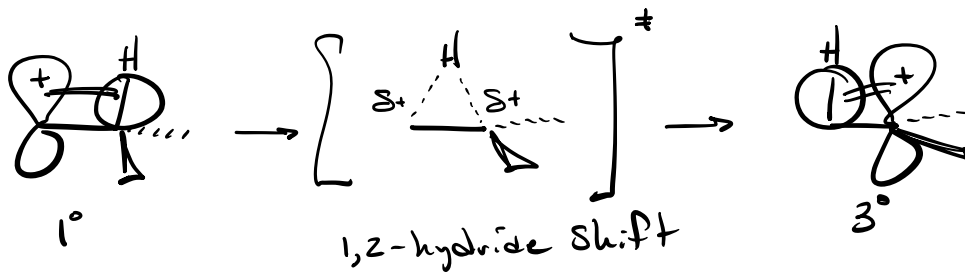 H
+
H
δ+ δ+
‡
H
+
1°
1,2-hydride shift
3°